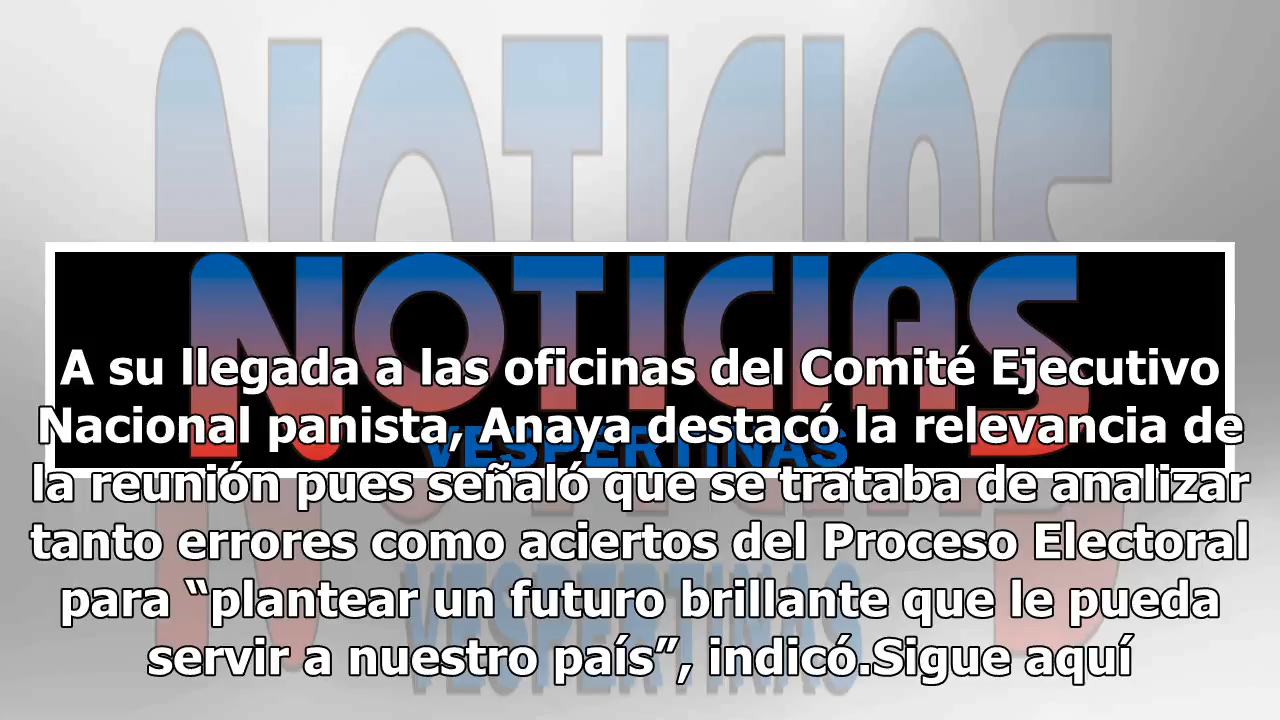 NOTICIAS
NOTICIAS
VESPERTINAS
A su llegada a las oficinas del Comité Ejecutivo
Nacional panista, Anaya destacó la relevancia de
la reunión pues señaló que se trataba de analizar
tanto errores como aciertos del Proceso Electoral
para “plantear un futuro brillante que le pueda
servir a nuestro país”, indicó.Sigue aquí
VESPERTINAS